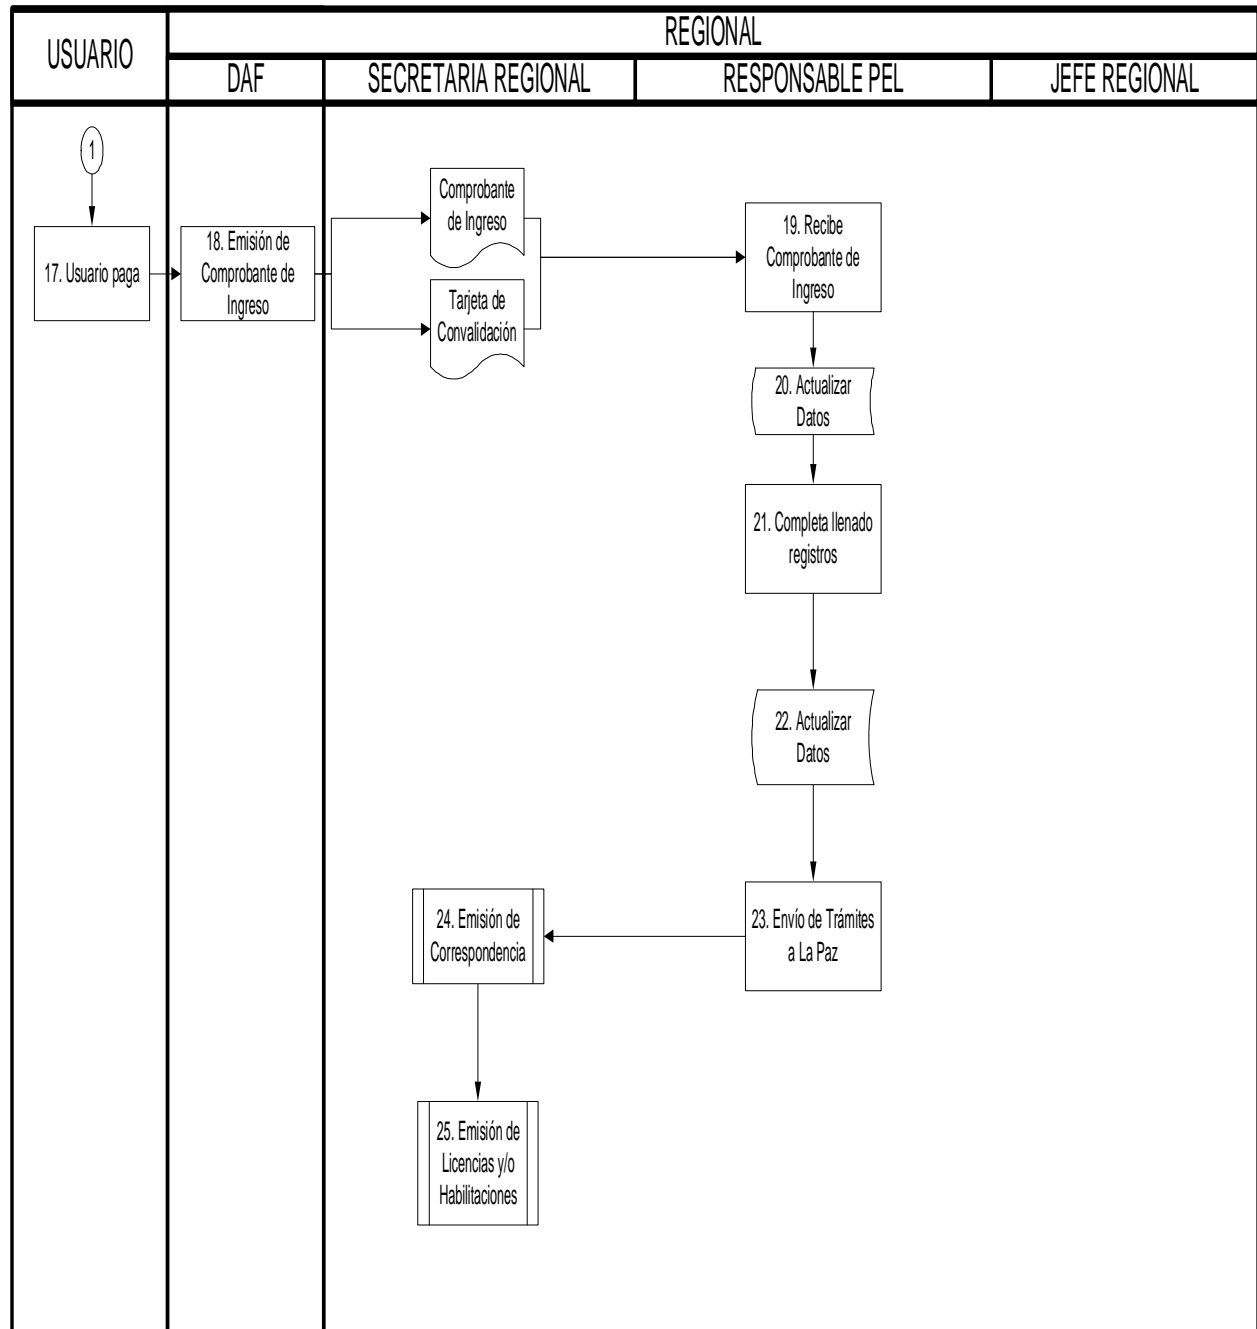 USUARIO
REGIONAL
DAF
SECRETARIA REGIONAL
RESPONSABLE PEL
JEFE REGIONAL
1
17. Usuario paga
18. Emisión de
Comprobante de
Ingreso
Comprobante
de Ingreso
Tarjeta de
Convalidación
19. Recibe
Comprobante de
Ingreso
20. Actualizar
Datos
21. Completa llenado
registros
22. Actualizar
Datos
23. Envío de Trámites
a La Paz
24. Emisión de
Correspondencia
25. Emisión de
Licencias y/o
Habilitaciones